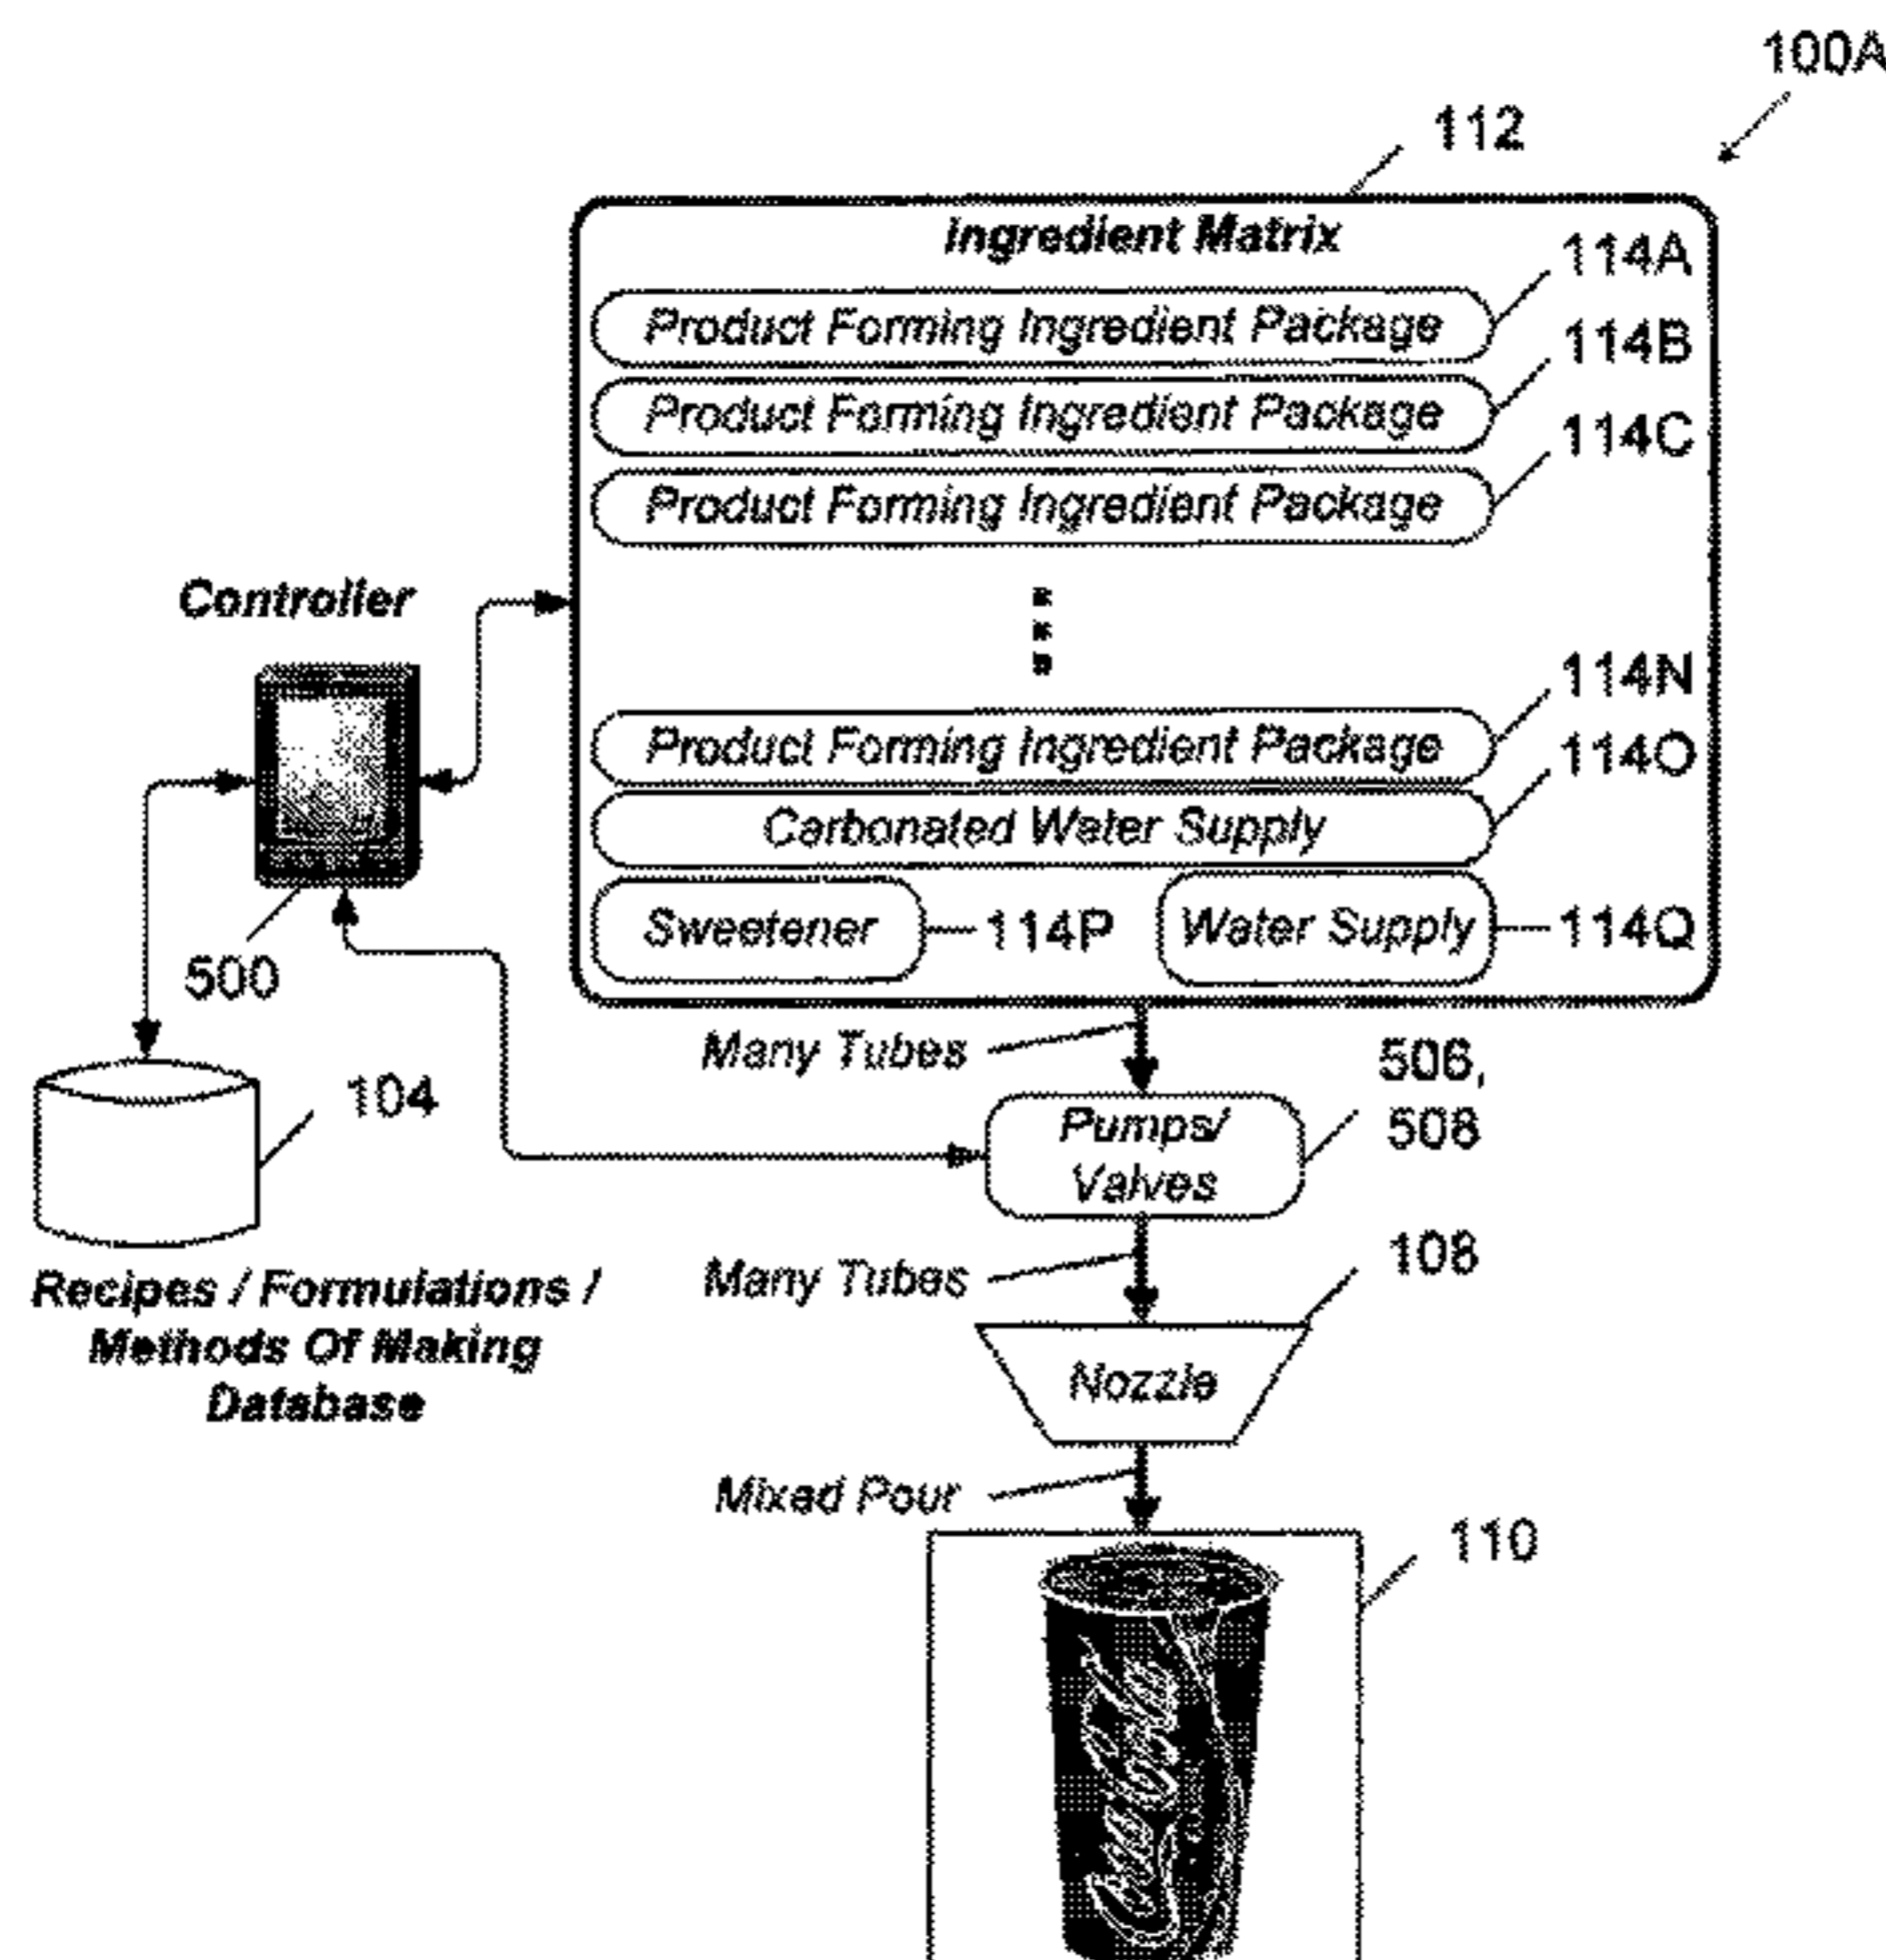 100A
112
Ingredient Matrix
114A
Product Forming Ingredient Package
114B
Product Forming Ingredient Package
114C
Product Forming Ingredient Package
Controller
114N
Product Forming Ingredient Package
114O
Carbonated Water Supply
Sweetener
114P
Water Supply
114Q
500
Many Tubes
506,
508
104
Pumps/
Valves
Recipes / Formulations /
Methods Of Making
Database
Many Tubes
108
Nozzle
Mixed Pour
110
Coca-Cola